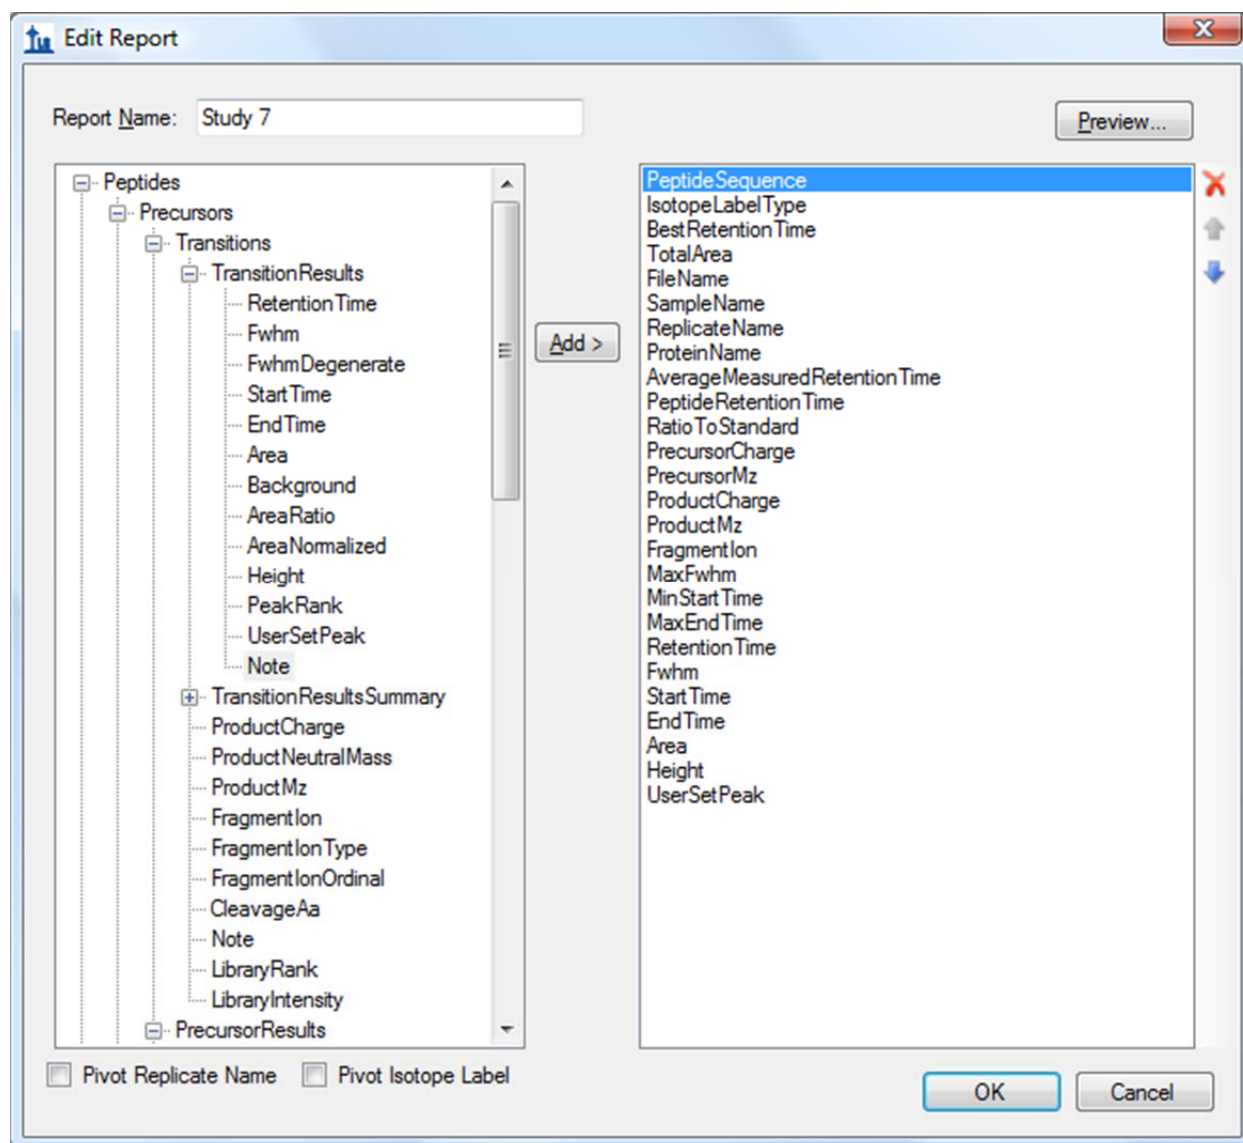 Edit Report
Report Name: Study 7
Preview...
Peptides
Precursors
Transitions
TransitionResults
RetentionTime
Fwhm
FwhmDegenerate
StartTime
EndTime
Area
Background
AreaRatio
AreaNormalized
Height
PeakRank
UserSetPeak
Note
TransitionResultsSummary
ProductCharge
ProductNeutralMass
ProductMz
FragmentIon
FragmentIonType
FragmentIonOrdinal
CleavageAa
Note
LibraryRank
LibraryIntensity
PrecursorResults
Add >
PeptideSequence
IsotopeLabelType
BestRetentionTime
TotalArea
FileName
SampleName
ReplicateName
ProteinName
AverageMeasuredRetentionTime
PeptideRetentionTime
RatioToStandard
PrecursorCharge
PrecursorMz
ProductCharge
ProductMz
FragmentIon
MaxFwhm
MinStartTime
MaxEndTime
RetentionTime
Fwhm
StartTime
EndTime
Area
Height
UserSetPeak
Pivot Replicate Name Pivot Isotope Label
OK Cancel